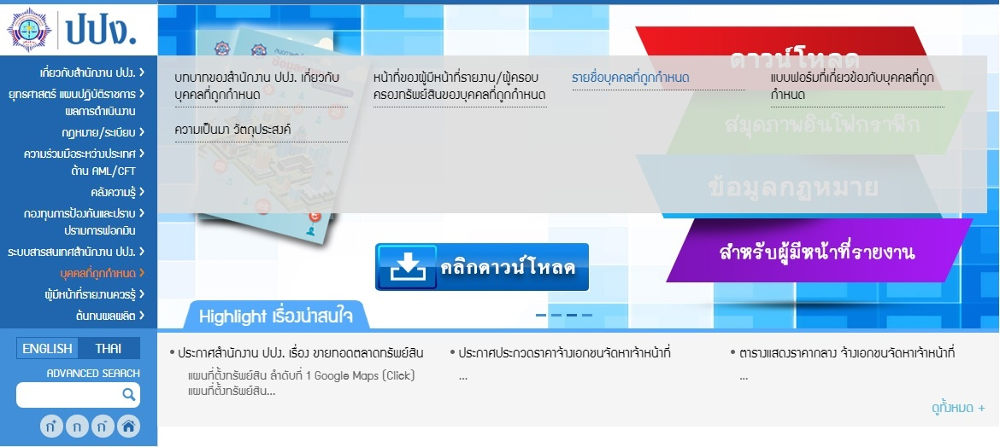 ปปง.
เกี่ยวกับสำนักงาน ปปง.
ยุทธศาสตร์ แผนปฏิบัติราชการ
ผลการดำเนินงาน
กฎหมาย/ระเบียบ
ความร่วมมือระหว่างประเทศ
ด้าน AML/CFT
คลังความรู้
กองทุนการป้องกันและปราบ
ปรามการฟอกเงิน
ระบบสารสนเทศสำนักงาน ปปง.
บุคคลที่ถูกกำหนด
ผู้มีหน้าที่รายงานควรรู้
ต้นทุนผลผลิต
ENGLISH THAI
ADVANCED SEARCH
ก+ ก ก-
บทบาทของสำนักงาน ปปง. เกี่ยวกับ
บุคคลที่ถูกกำหนด
หน้าที่ของผู้มีหน้าที่รายงาน/ผู้ครอบ
ครองทรัพย์สินของบุคคลที่ถูกกำหนด
รายชื่อบุคคลที่ถูกกำหนด
แบบฟอร์มที่เกี่ยวข้องกับบุคคลที่ถูก
กำหนด
ความเป็นมา วัตถุประสงค์
ดาวน์โหลด
สมุดภาพอินโฟกราฟิก
ข้อมูลกฎหมาย
สำหรับผู้มีหน้าที่รายงาน
คลิกดาวน์โหลด
Highlight เรื่องน่าสนใจ
• ประกาศสำนักงาน ปปง. เรื่อง ขายทอดตลาดทรัพย์สิน
แผนที่ตั้งทรัพย์สิน ลำดับที่ 1 Google Maps (Click)
แผนที่ตั้งทรัพย์สิน...
• ประกาศประกวดราคาจ้างเอกชนจัดหาเจ้าหน้าที่
...
• ตารางแสดงราคากลาง จ้างเอกชนจัดหาเจ้าหน้าที่
...
ดูทั้งหมด +